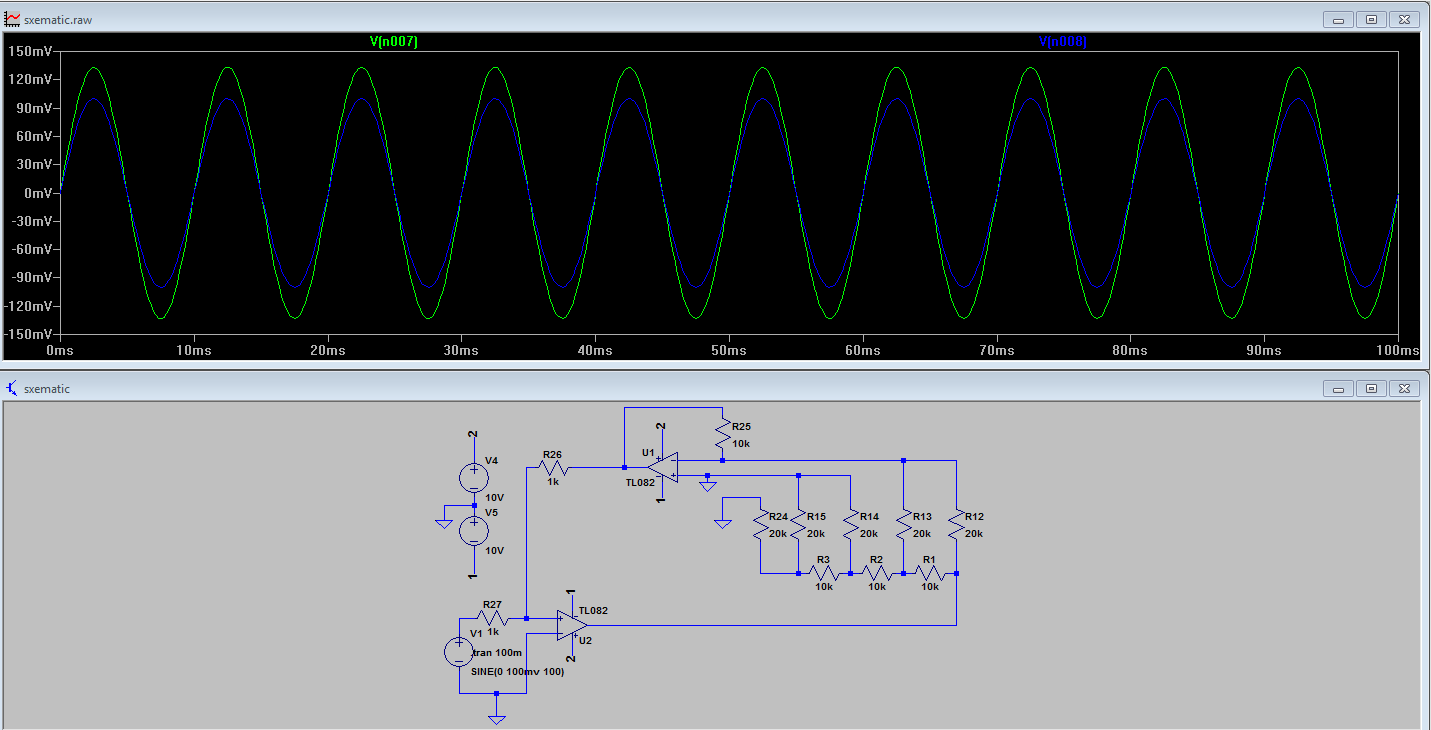 sxematic.raw
V(n007) V(n008)
150mV
120mV
90mV
60mV
30mV
0mV
-30mV
-60mV
-90mV
-120mV
-150mV
0ms 10ms 20ms 30ms 40ms 50ms 60ms 70ms 80ms 90ms 100ms
sxematic
2
V4
10V
V5
10V
1
R26
1k
2
U1
TL082
1
R25
10k
R24
20k
R15
20k
R14
20k
R13
20k
R12
20k
R3
10k
R2
10k
R1
10k
R27
1k
V1
tran 100m
SINE(0 100mv 100)
1
TL082
U2
2